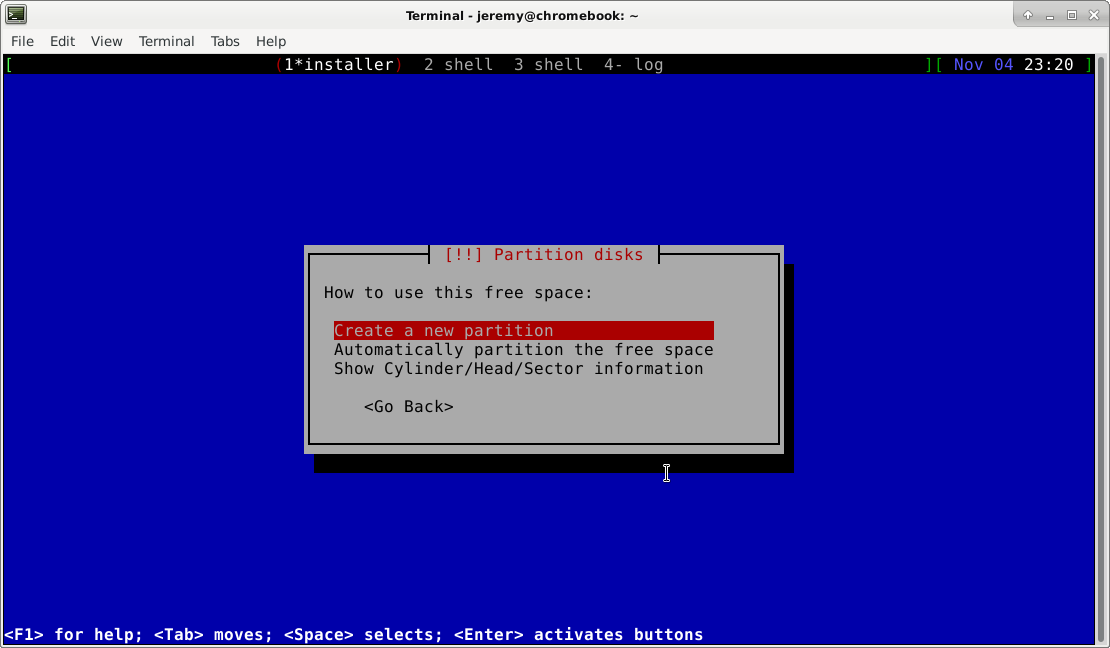 Terminal - jeremy@chromebook: ~
File Edit View Terminal Tabs Help
[ (1*installer) 2 shell 3 shell 4- log ][ Nov 04 23:20 ]
[!!] Partition disks
How to use this free space:
Create a new partition
Automatically partition the free space
Show Cylinder/Head/Sector information
<Go Back>
<F1> for help; <Tab> moves; <Space> selects; <Enter> activates buttons